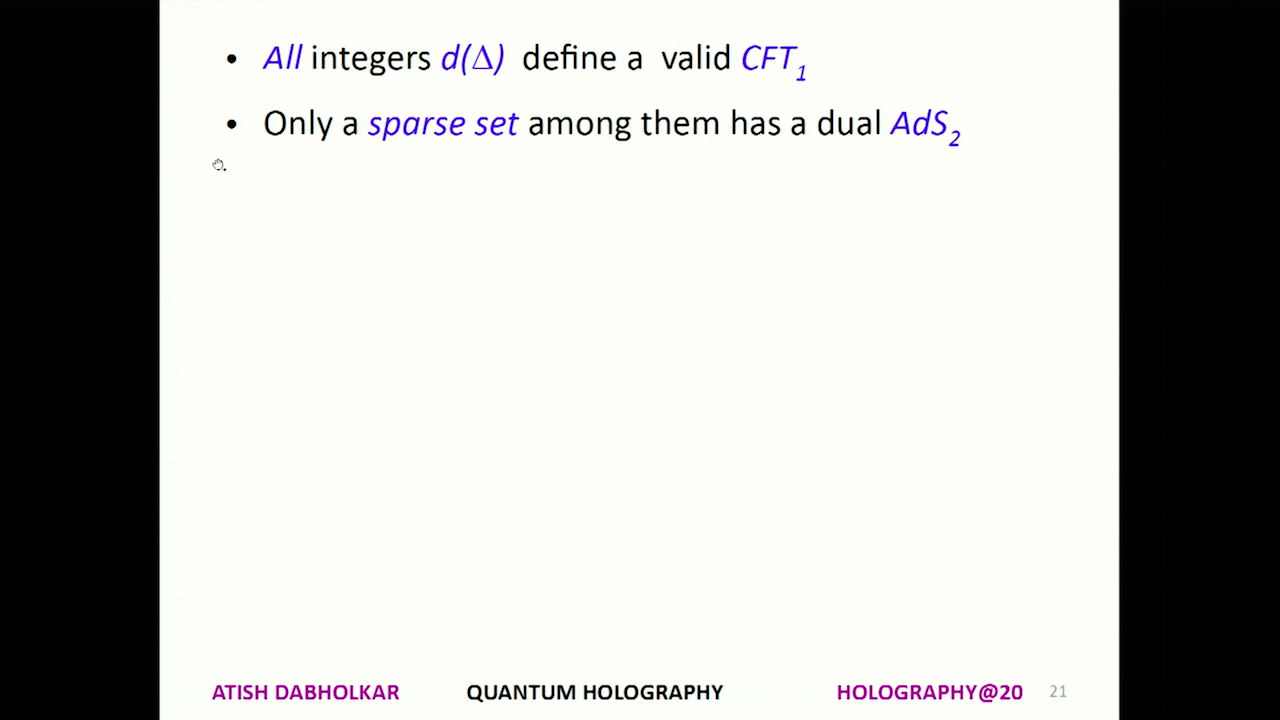 • All integers d(Δ) define a valid CFT₁
• Only a sparse set among them has a dual AdS₂
ATISH DABHOLKAR QUANTUM HOLOGRAPHY HOLOGRAPHY@20 21